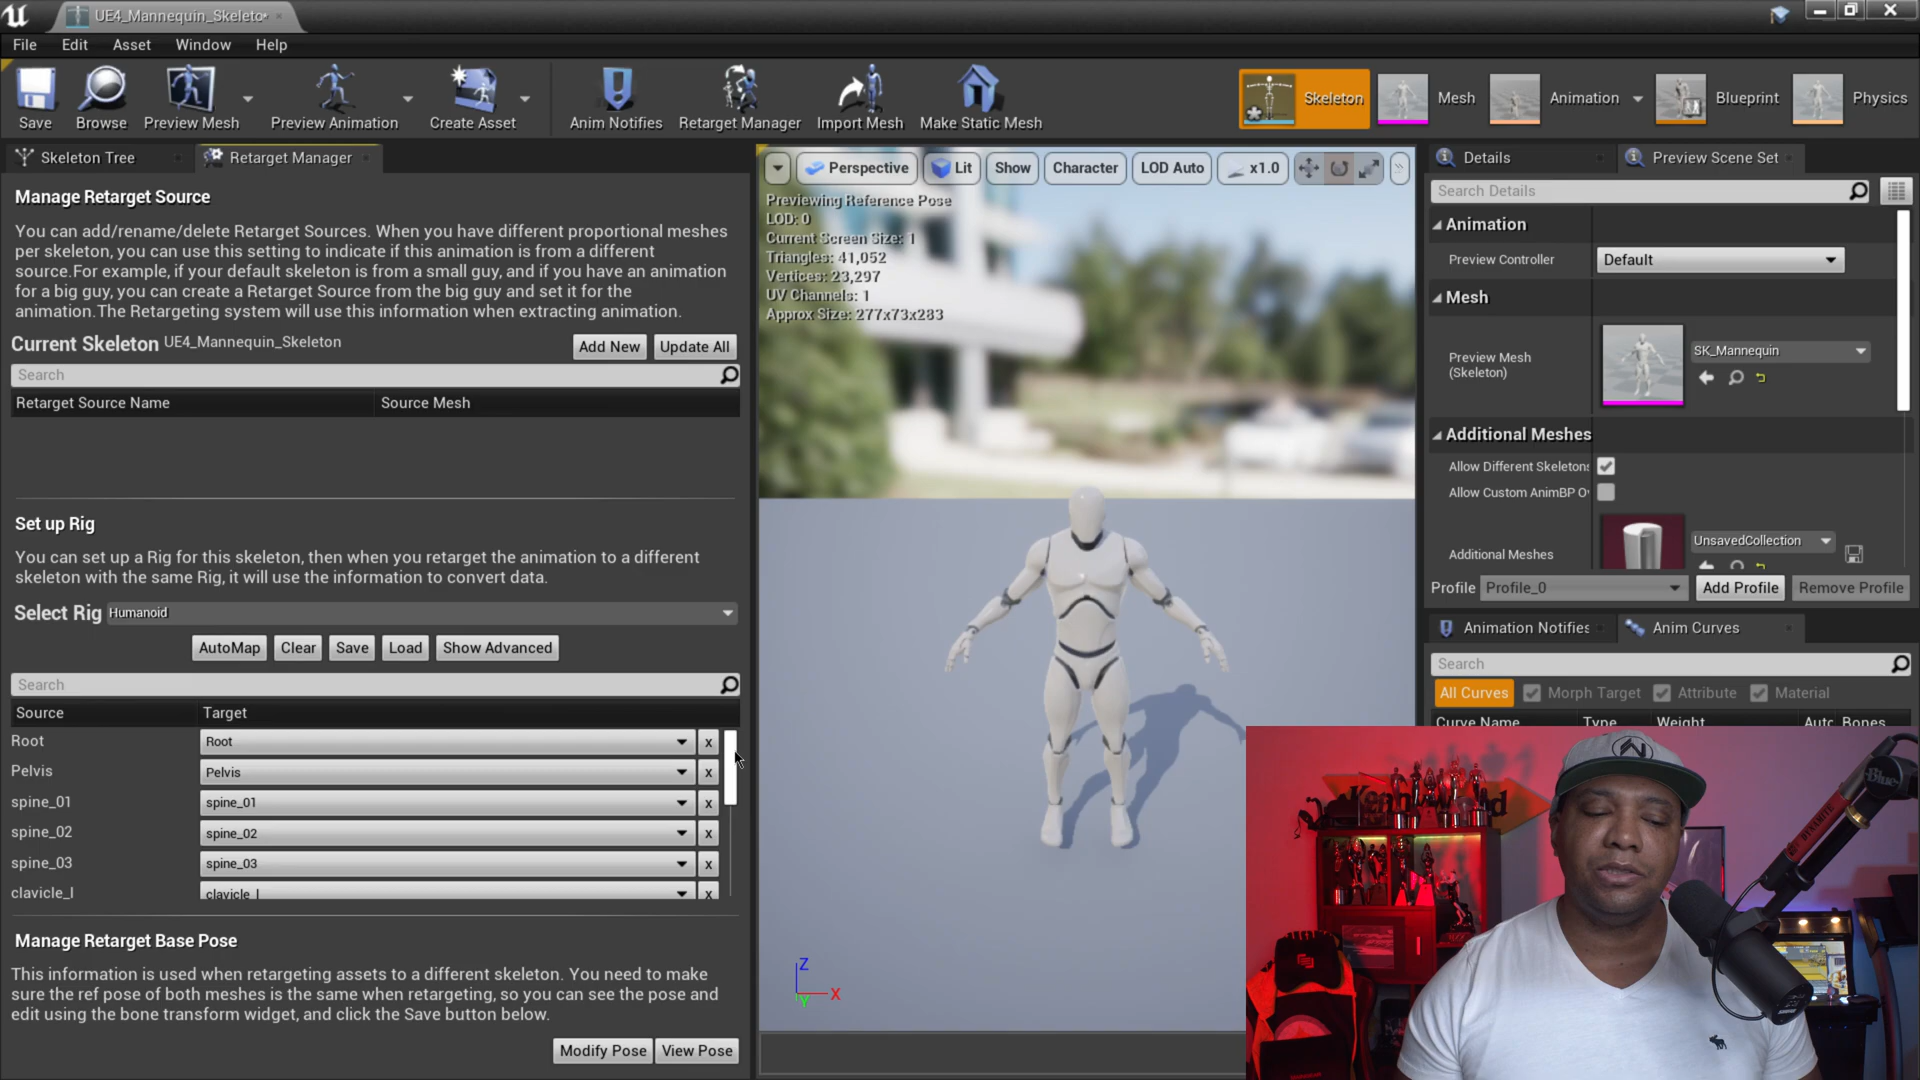 UE4_Mannequin_Skeleto*
File Edit Asset Window Help
Save Browse Preview Mesh Preview Animation Create Asset Anim Notifies Retarget Manager Import Mesh Make Static Mesh
Skeleton Mesh Animation Blueprint Physics
Skeleton Tree Retarget Manager
Manage Retarget Source
You can add/rename/delete Retarget Sources. When you have different proportional meshes
per skeleton, you can use this setting to indicate if this animation is from a different
source.For example, if your default skeleton is from a small guy, and if you have an animation
for a big guy, you can create a Retarget Source from the big guy and set it for the
animation.The Retargeting system will use this information when extracting animation.
Current Skeleton UE4_Mannequin_Skeleton Add New Update All
Search
Retarget Source Name Source Mesh
Set up Rig
You can set up a Rig for this skeleton, then when you retarget the animation to a different
skeleton with the same Rig, it will use the information to convert data.
Select Rig Humanoid
AutoMap Clear Save Load Show Advanced
Search
Source Target
Root Root x
Pelvis Pelvis x
spine_01 spine_01 x
spine_02 spine_02 x
spine_03 spine_03 x
clavicle_l clavicle_l x
Manage Retarget Base Pose
This information is used when retargeting assets to a different skeleton. You need to make
sure the ref pose of both meshes is the same when retargeting, so you can see the pose and
edit using the bone transform widget, and click the Save button below.
Modify Pose View Pose
Perspective Lit Show Character LOD Auto x1.0
Previewing Reference Pose
LOD: 0
Current Screen Size: 1
Triangles: 41,052
Vertices: 23,297
UV Channels: 1
Approx Size: 277x73x283
Z
X
Y
Details Preview Scene Set
Search Details
Animation
Preview Controller Default
Mesh
Preview Mesh
(Skeleton)
SK_Mannequin
Additional Meshes
Allow Different Skeletons
Allow Custom AnimBP O
Additional Meshes UnsavedCollection
Profile Profile_0 Add Profile Remove Profile
Animation Notifies Anim Curves
Search
All Curves Morph Target Attribute Material
Curve Name Type Weight Auto Bones
Blue